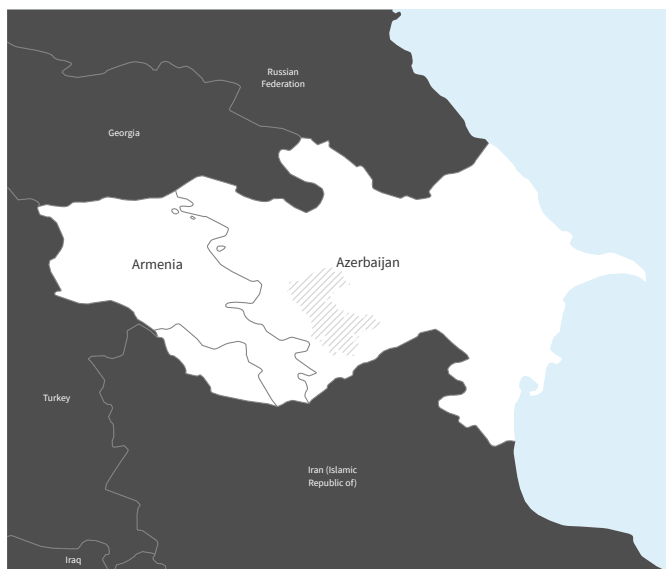 Russian
Federation
Georgia
Armenia
Azerbaijan
Turkey
Iran (Islamic
Republic of)
Iraq